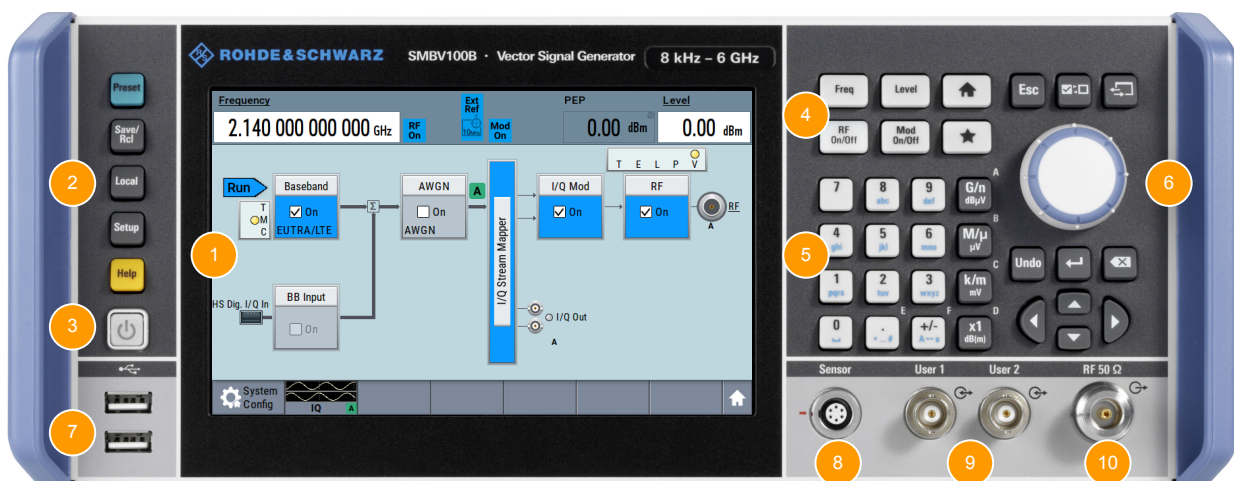 ROHDE & SCHWARZ SMBV100B · Vector Signal Generator 8 kHz – 6 GHz
R S
Preset
Save/
Rcl
2
Local
Setup
Help
3
7
Frequency
2.140 000 000 000 GHz
RF
On
Ext
Ref
10MHz
Mod
On
PEP
0.00 dBm
Level
0.00 dBm
T E L P V
Run
T
M
C
Baseband
On
EUTRA/LTE
Σ
AWGN
On
AWGN
A
I/Q Stream Mapper
I/Q Mod
On
RF
On
RF
A
1
HS Dig. I/Q In
BB Input
On
I/Q Out
A
System
Config
IQ A
4
Freq
Level
Esc
RF
On/Off
Mod
On/Off
6
5
7
8
abc
9
def
G/n
dBµV
A
4
ghi
5
jkl
6
mno
M/µ
µV
B
1
pqrs
2
tuv
3
wxyz
k/m
mV
C
0
.
* ... #
E
+/-
A↔a
F
x1
dB(m)
D
Undo
Sensor
User 1
User 2
RF 50 Ω
8
9
10